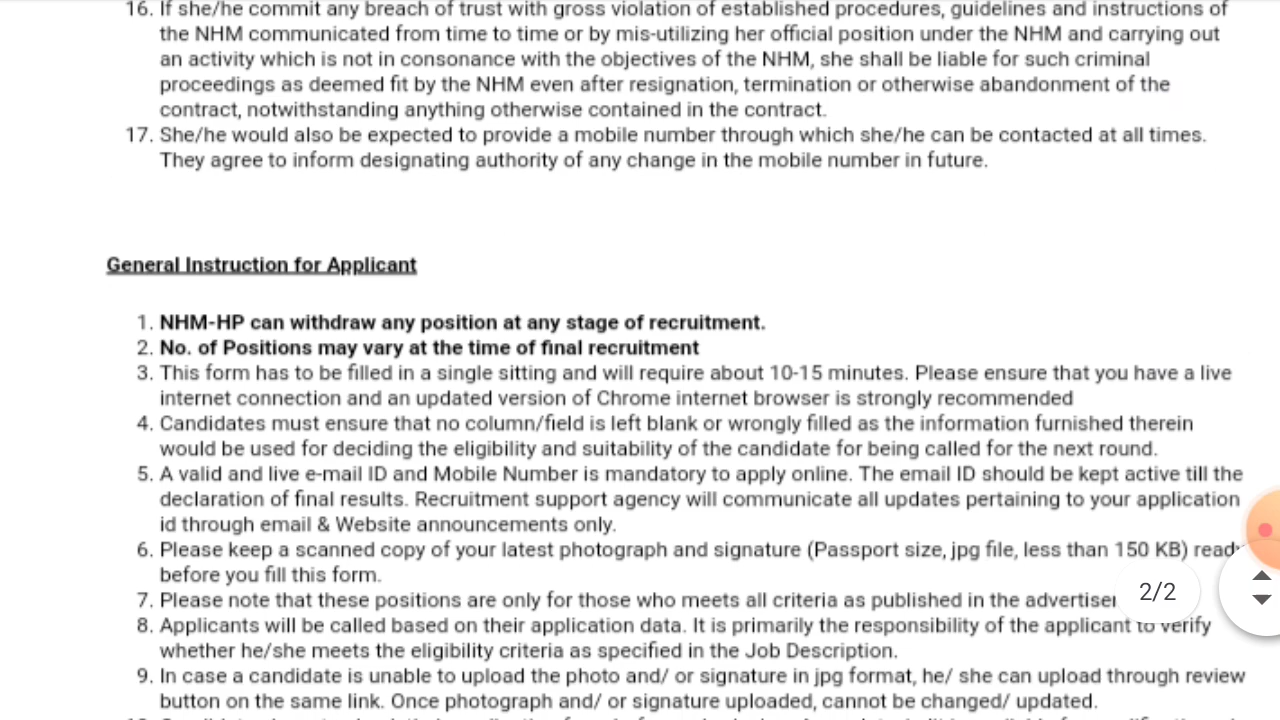 16. If she/he commit any breach of trust with gross violation of established procedures, guidelines and instructions of
the NHM communicated from time to time or by mis-utilizing her official position under the NHM and carrying out
an activity which is not in consonance with the objectives of the NHM, she shall be liable for such criminal
proceedings as deemed fit by the NHM even after resignation, termination or otherwise abandonment of the
contract, notwithstanding anything otherwise contained in the contract.
17. She/he would also be expected to provide a mobile number through which she/he can be contacted at all times.
They agree to inform designating authority of any change in the mobile number in future.
General Instruction for Applicant
1. NHM-HP can withdraw any position at any stage of recruitment.
2. No. of Positions may vary at the time of final recruitment
3. This form has to be filled in a single sitting and will require about 10-15 minutes. Please ensure that you have a live
internet connection and an updated version of Chrome internet browser is strongly recommended
4. Candidates must ensure that no column/field is left blank or wrongly filled as the information furnished therein
would be used for deciding the eligibility and suitability of the candidate for being called for the next round.
5. A valid and live e-mail ID and Mobile Number is mandatory to apply online. The email ID should be kept active till the
declaration of final results. Recruitment support agency will communicate all updates pertaining to your application
id through email & Website announcements only.
6. Please keep a scanned copy of your latest photograph and signature (Passport size, jpg file, less than 150 KB)
before you fill this form.
2/2
7. Please note that these positions are only for those who meets all criteria as published in the
8. Applicants will be called based on their application data. It is primarily the responsibility of the applicant to verify
whether he/she meets the eligibility criteria as specified in the Job Description.
9. In case a candidate is unable to upload the photo and/ or signature in jpg format, he/ she can upload through review
button on the same link. Once photograph and/ or signature uploaded, cannot be changed/ updated.